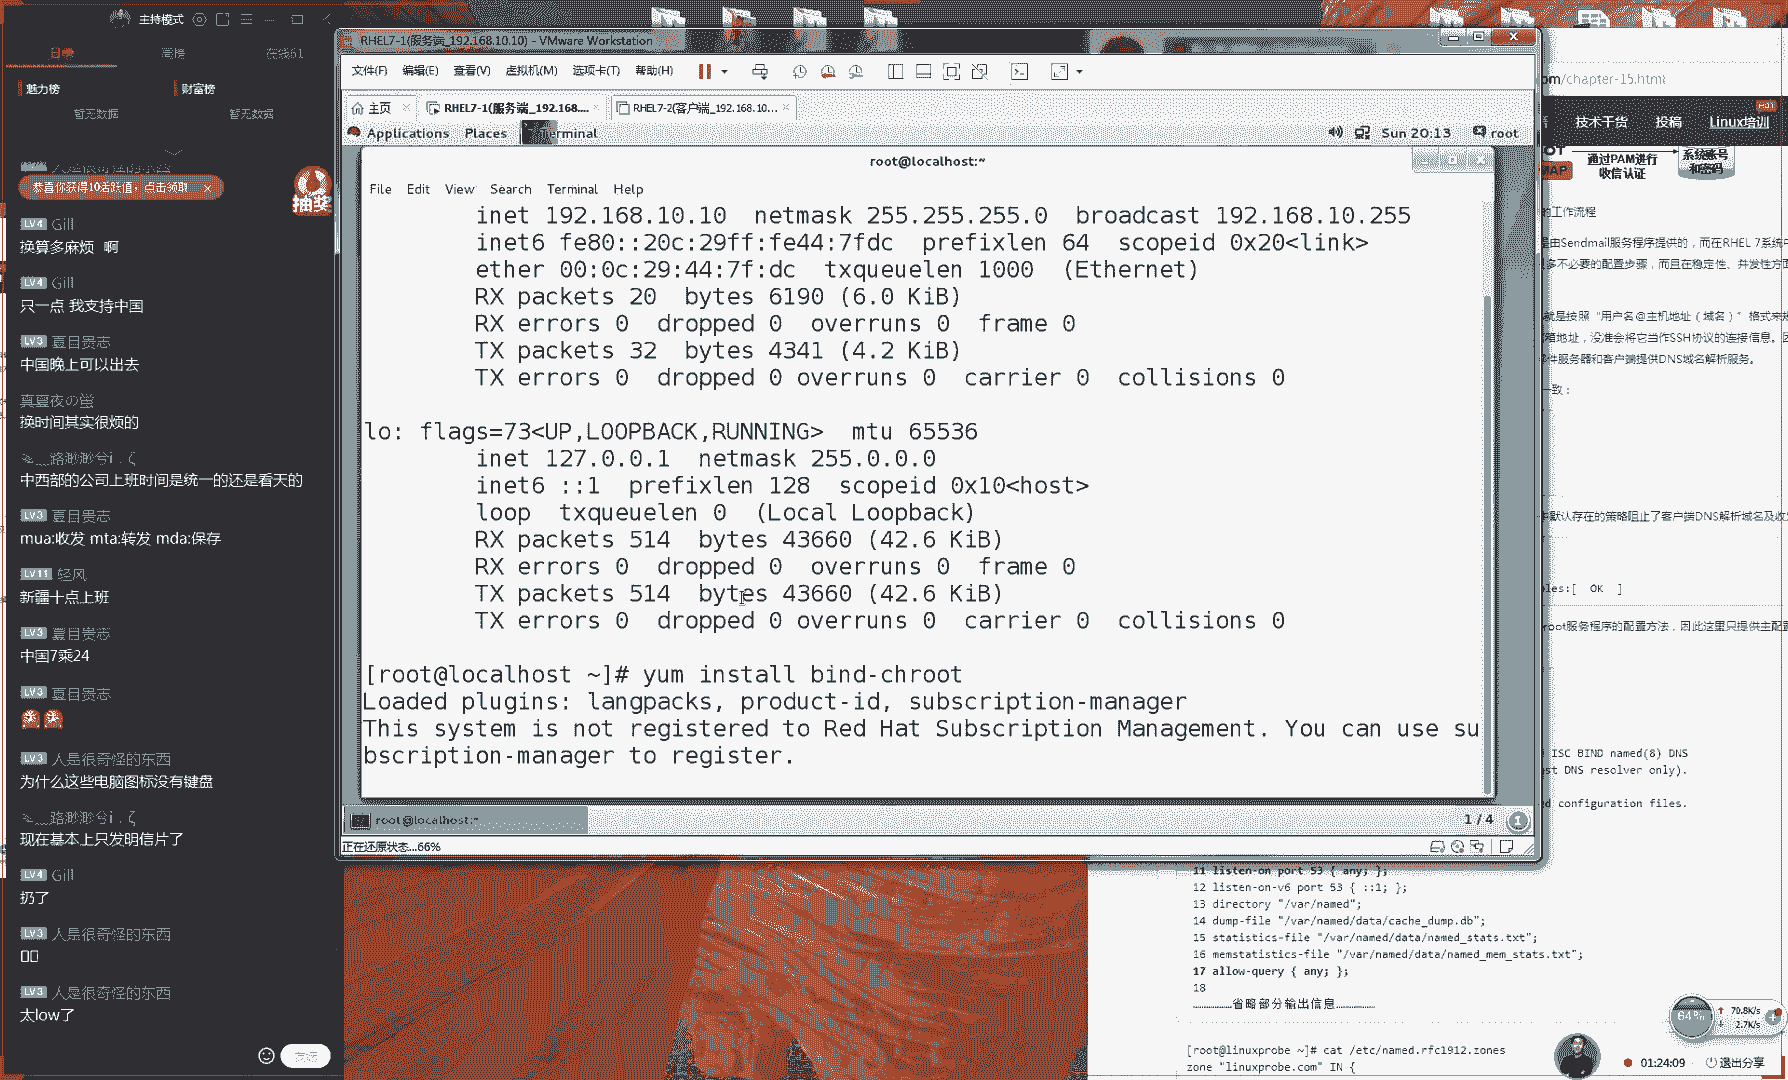 主持模式
日榜
周榜
在线61
魅力榜
财富榜
暂无数据
暂无数据
恭喜你获得10活跃值，点击领取
抽奖
LV4 Gill
换算多麻烦 啊
LV4 Gill
只一点 我支持中国
LV3 夏目贵志
中国晚上可以出去
真夏夜の萤
换时间其实很烦的
中西部的公司上班时间是统一的还是看天的
LV3 夏目贵志
mua:收发 mta:转发 mda:保存
LV11 轻风
新疆十点上班
LV3 夏目贵志
中国7乘24
LV3 夏目贵志
LV3 人是很奇怪的东西
为什么这些电脑图标没有键盘
现在基本上只发明信片了
LV4 Gill
扔了
LV3 人是很奇怪的东西
LV3 人是很奇怪的东西
太low了
发送
RHEL7-1(服务端_192.168.10.10) - VMware Workstation
文件(F) 编辑(E) 查看(V) 虚拟机(M) 选项卡(T) 帮助(H)
主页
RHEL7-1(服务端_192.168....
RHEL7-2(客户端_192.168.10...
Applications Places Terminal
Sun 20:13 root
root@localhost:~
File Edit View Search Terminal Help
inet 192.168.10.10 netmask 255.255.255.0 broadcast 192.168.10.255
inet6 fe80::20c:29ff:fe44:7fdc prefixlen 64 scopeid 0x20<link>
ether 00:0c:29:44:7f:dc txqueuelen 1000 (Ethernet)
RX packets 20 bytes 6190 (6.0 KiB)
RX errors 0 dropped 0 overruns 0 frame 0
TX packets 32 bytes 4341 (4.2 KiB)
TX errors 0 dropped 0 overruns 0 carrier 0 collisions 0
lo: flags=73<UP,LOOPBACK,RUNNING> mtu 65536
inet 127.0.0.1 netmask 255.0.0.0
inet6 ::1 prefixlen 128 scopeid 0x10<host>
loop txqueuelen 0 (Local Loopback)
RX packets 514 bytes 43660 (42.6 KiB)
RX errors 0 dropped 0 overruns 0 frame 0
TX packets 514 bytes 43660 (42.6 KiB)
TX errors 0 dropped 0 overruns 0 carrier 0 collisions 0
[root@localhost ~]# yum install bind-chroot
Loaded plugins: langpacks, product-id, subscription-manager
This system is not registered to Red Hat Subscription Management. You can use su
bscription-manager to register.
root@localhost:~
1 / 4
1
正在还原状态...66%
om/chapter-15.html
技术干货 投稿 Linux培训
HOT
通过PAM进行
收信认证
系统账号
和密码
MAP
的工作流程
是由Sendmail服务程序提供的，而在RHEL 7系统中
多不必要的配置步骤，而且在稳定性、并发性方面
就是按照“用户名@主机地址（域名）”格式来规
箱地址，没准会将它当作SSH协议的连接信息。因
件服务器和客户端提供DNS域名解析服务。
一致：
中默认存在的策略阻止了客户端DNS解析域名及收发
les:[ OK ]
root服务程序的配置方法，因此这里只提供主配置
ISC BIND named(8) DNS
st DNS resolver only).
d configuration files.
11 listen-on port 53 { any; };
12 listen-on-v6 port 53 { ::1; };
13 directory "/var/named";
14 dump-file "/var/named/data/cache_dump.db";
15 statistics-file "/var/named/data/named_stats.txt";
16 memstatistics-file "/var/named/data/named_mem_stats.txt";
17 allow-query { any; };
18
………………省略部分输出信息………………
[root@linuxprobe ~]# cat /etc/named.rfc1912.zones
zone "linuxprobe.com" IN {
64%
70.8K/s
2.7K/s
01:24:09
退出分享